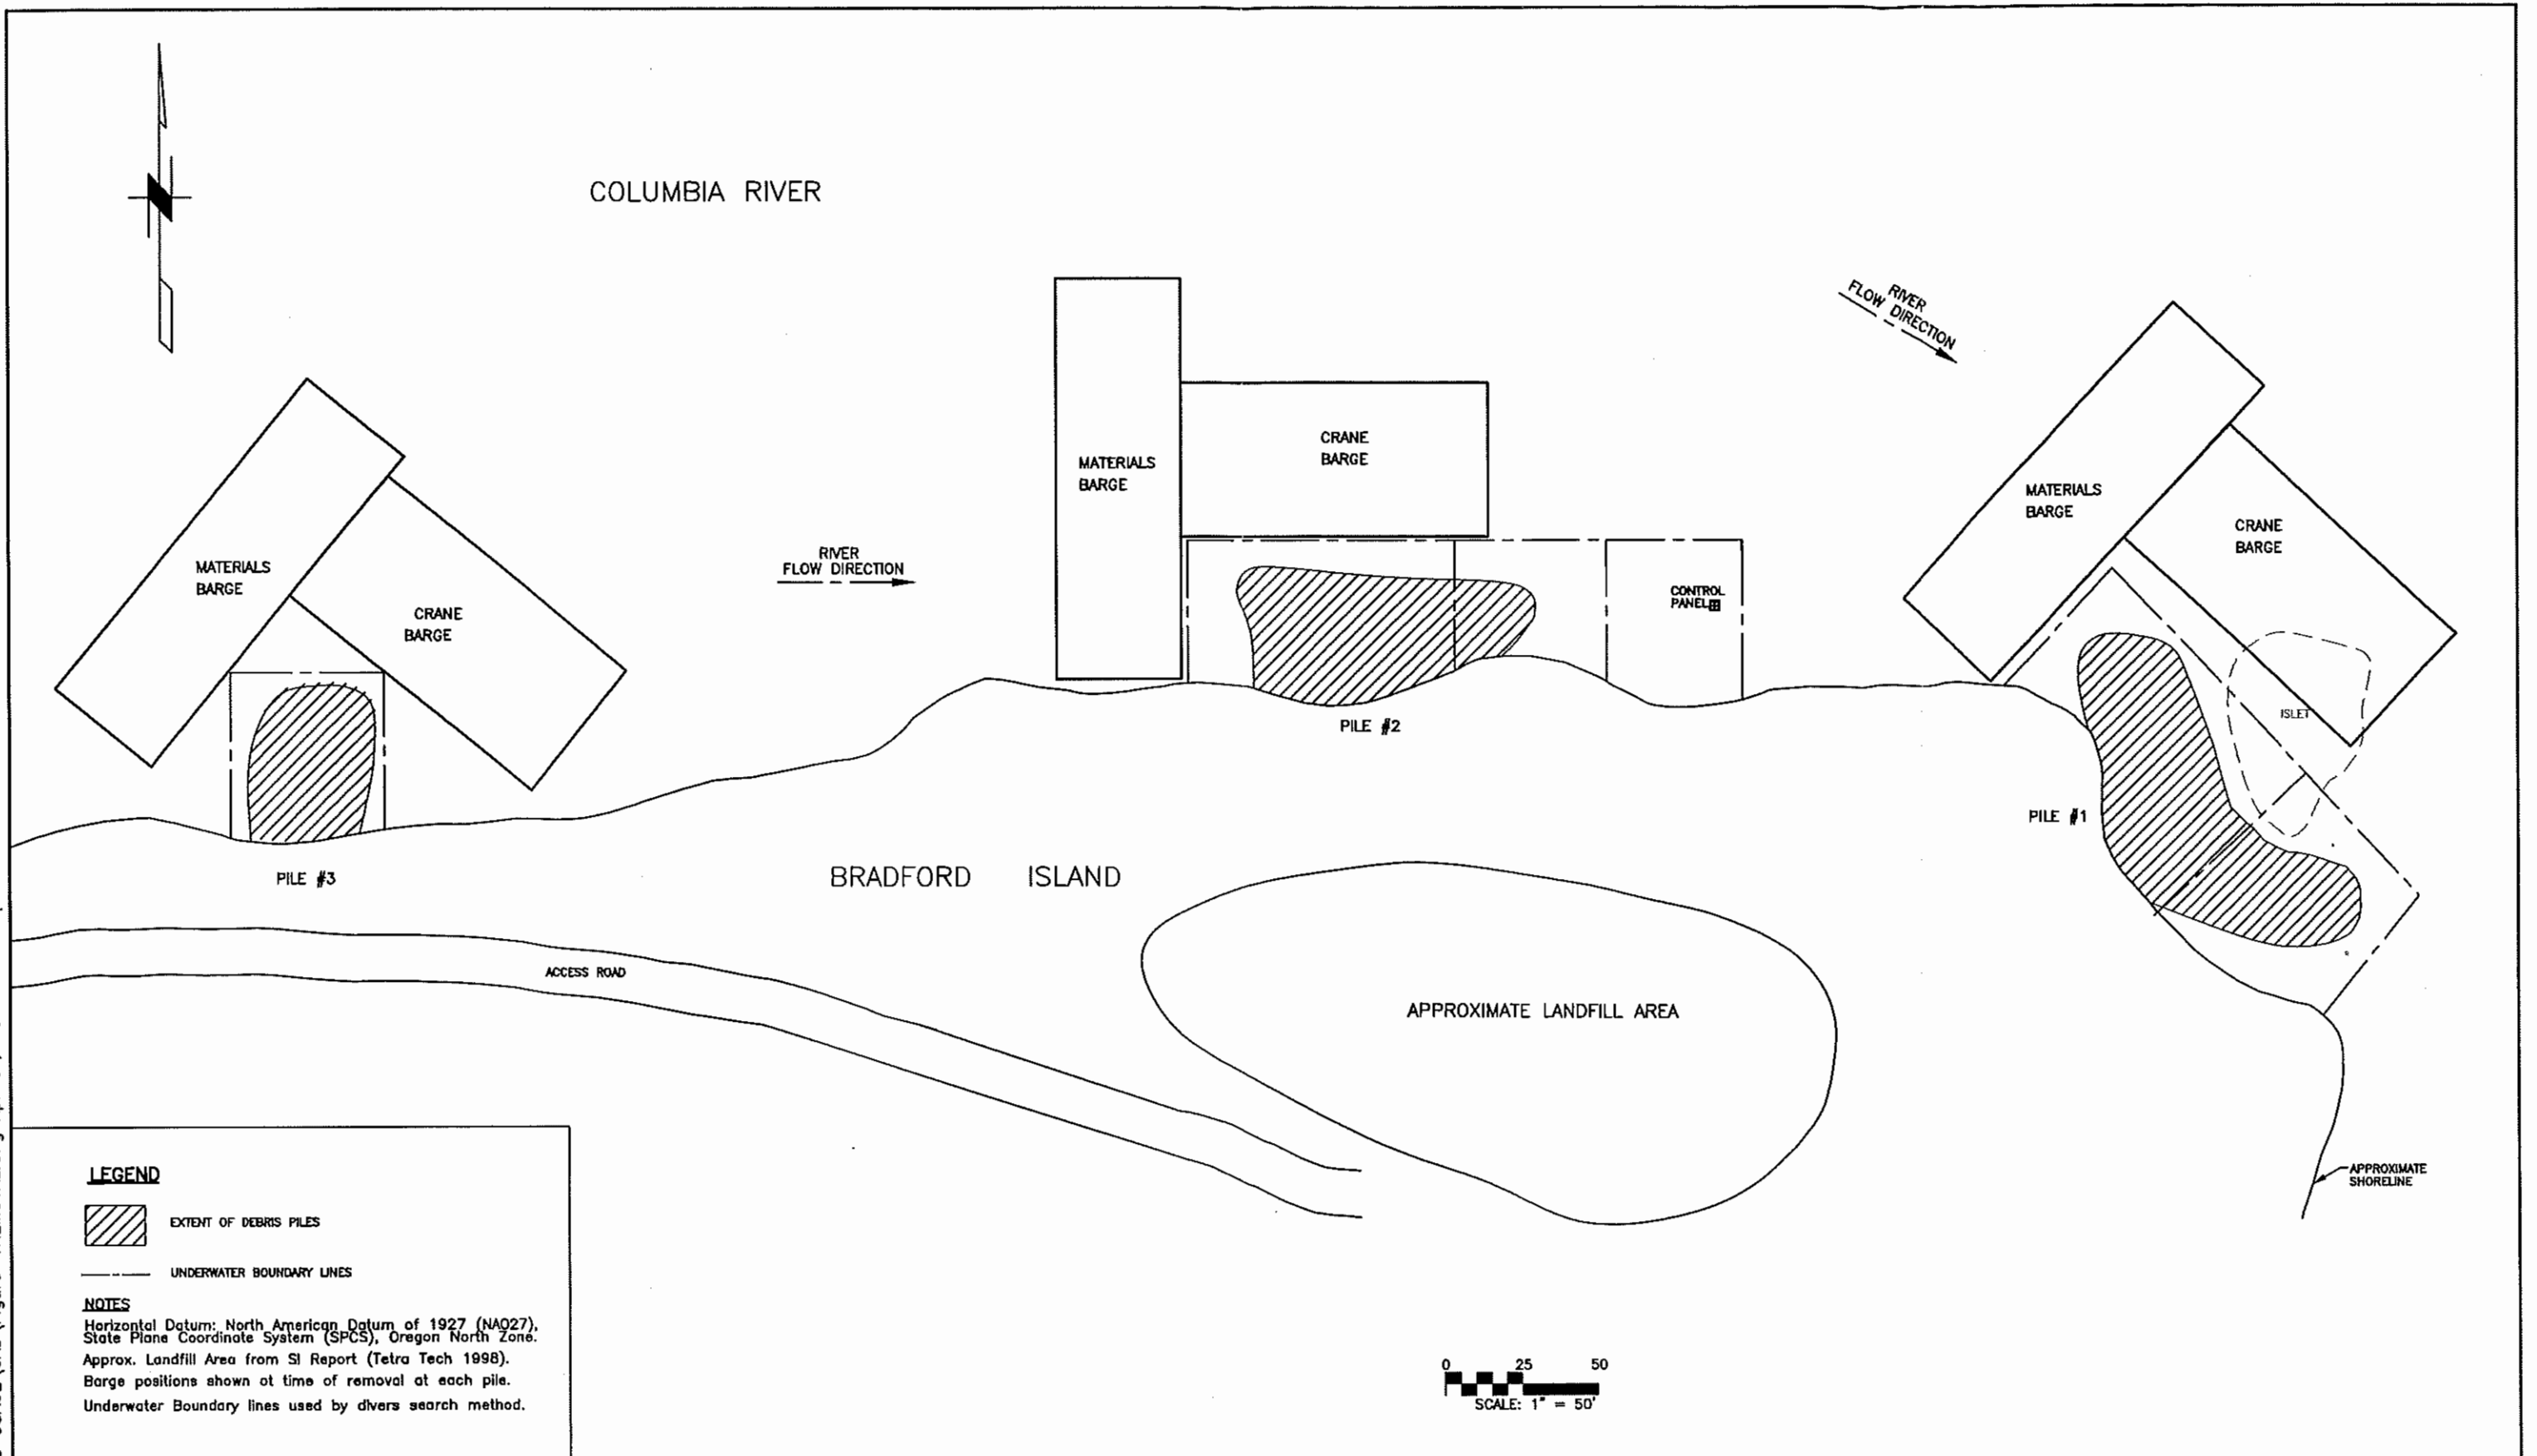 COLUMBIA RIVER
RIVER
FLOW DIRECTION
MATERIALS
BARGE
CRANE
BARGE
MATERIALS
BARGE
CRANE
BARGE
MATERIALS
BARGE
CRANE
BARGE
RIVER
FLOW DIRECTION
CONTROL
PANEL
ISLET
PILE #2
PILE #1
PILE #3
BRADFORD ISLAND
ACCESS ROAD
APPROXIMATE LANDFILL AREA
APPROXIMATE
SHORELINE
LEGEND
EXTENT OF DEBRIS PILES
UNDERWATER BOUNDARY LINES
NOTES
Horizontal Datum: North American Datum of 1927 (NAD27),
State Plane Coordinate System (SPCS), Oregon North Zone.
Approx. Landfill Area from SI Report (Tetra Tech 1998).
Barge positions shown at time of removal at each pile.
Underwater Boundary lines used by divers search method.
0 25 50
SCALE: 1" = 50'
N